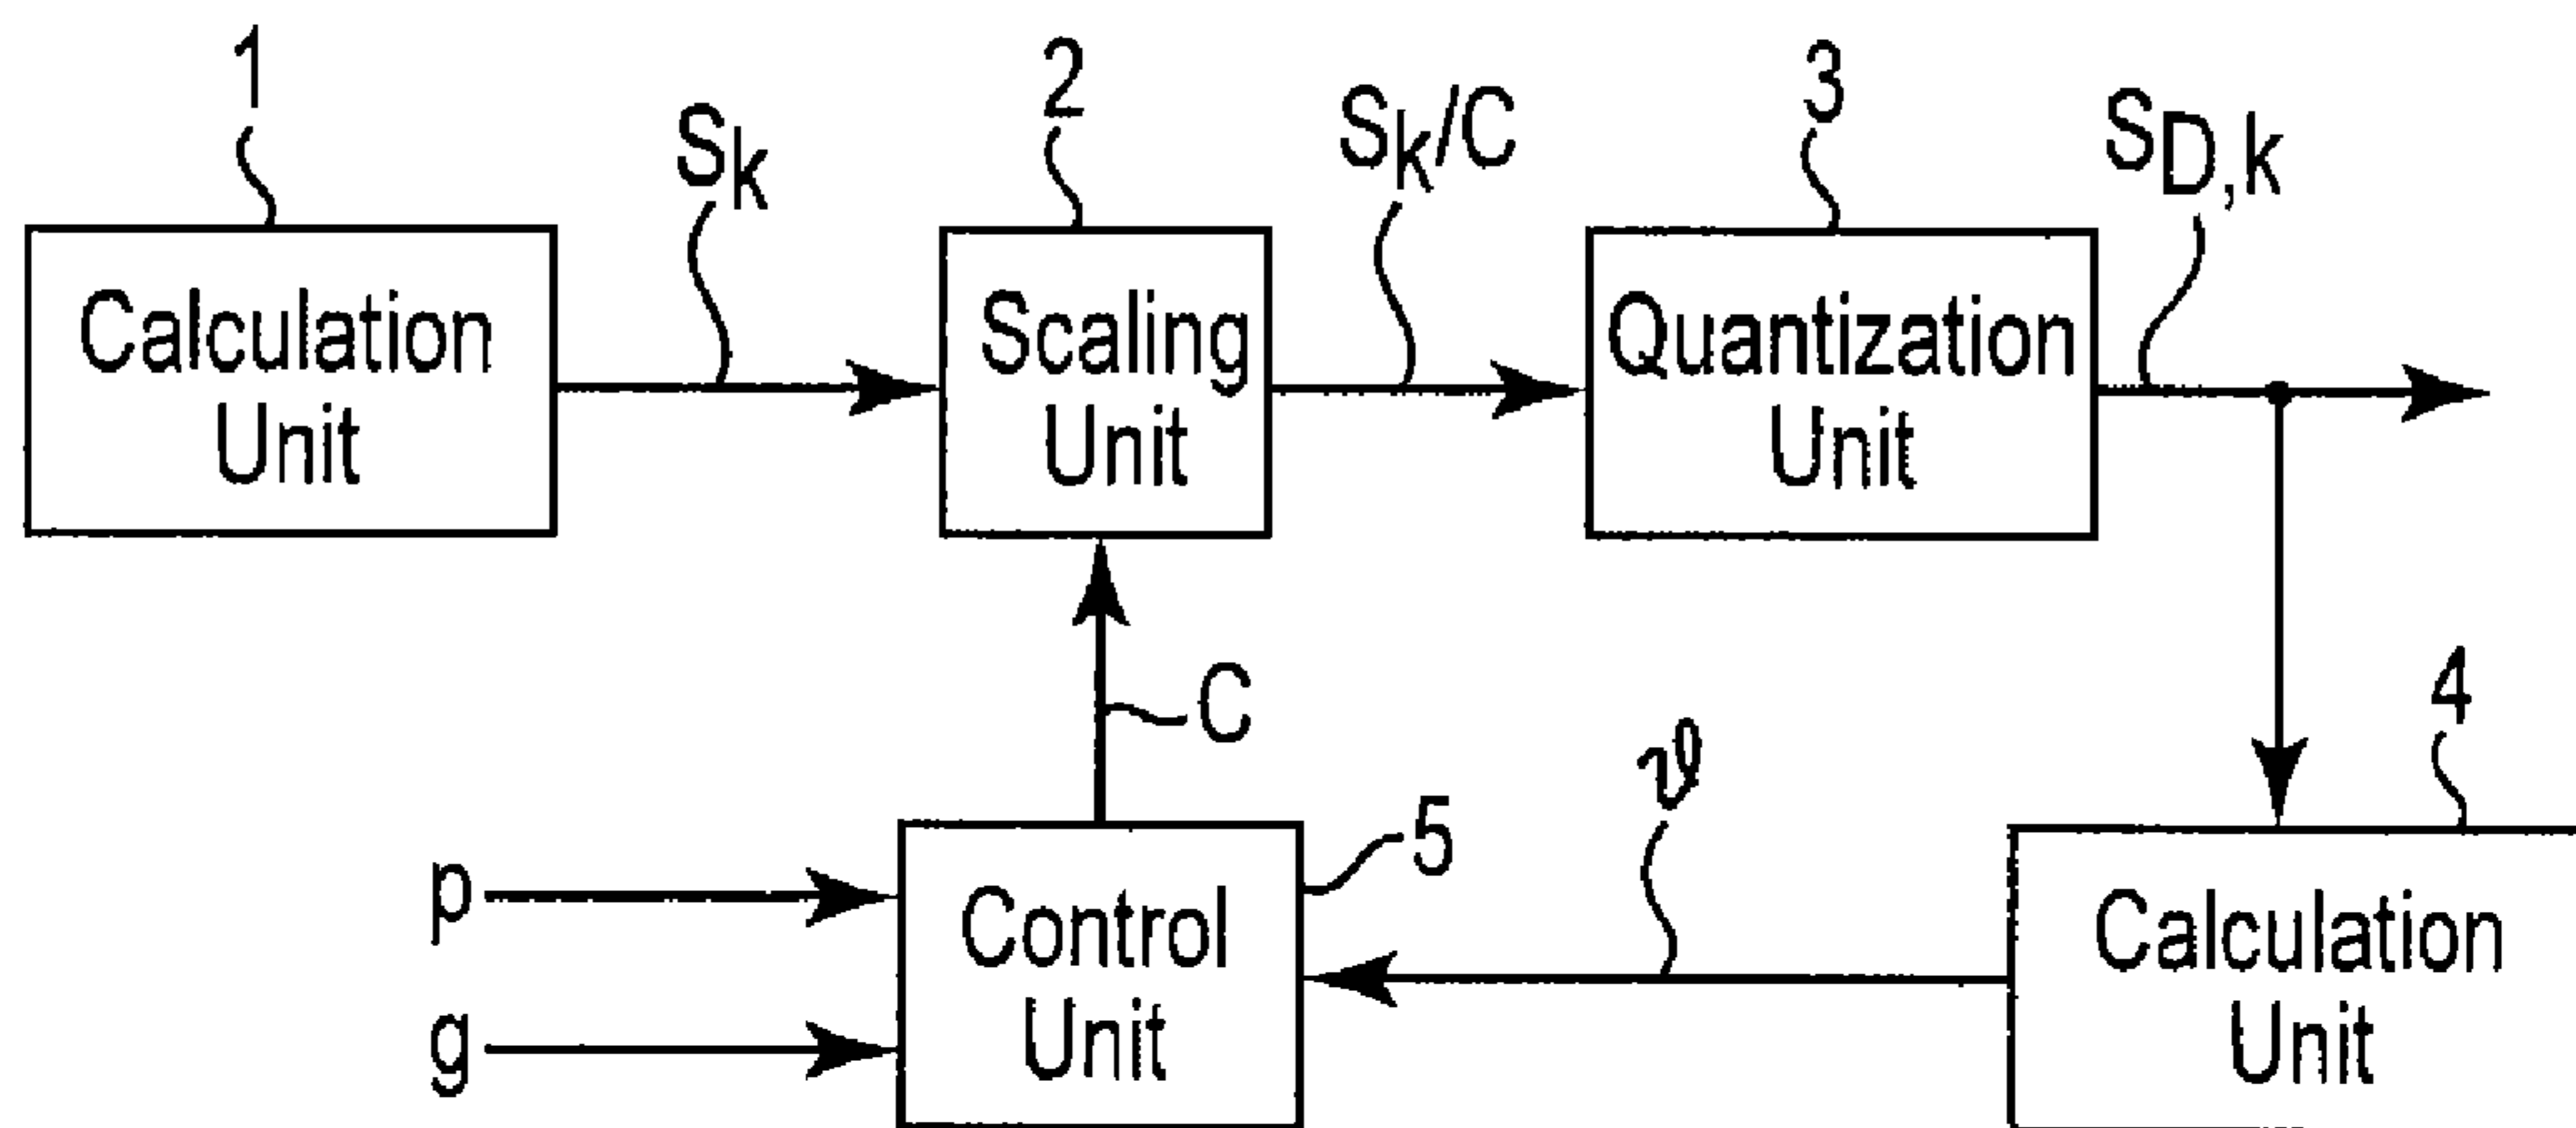 1
2
3
Sk
Sk/C
SD,k
Calculation
Unit
Scaling
Unit
Quantization
Unit
C
ϑ
4
p
g
5
Control
Unit
Calculation
Unit